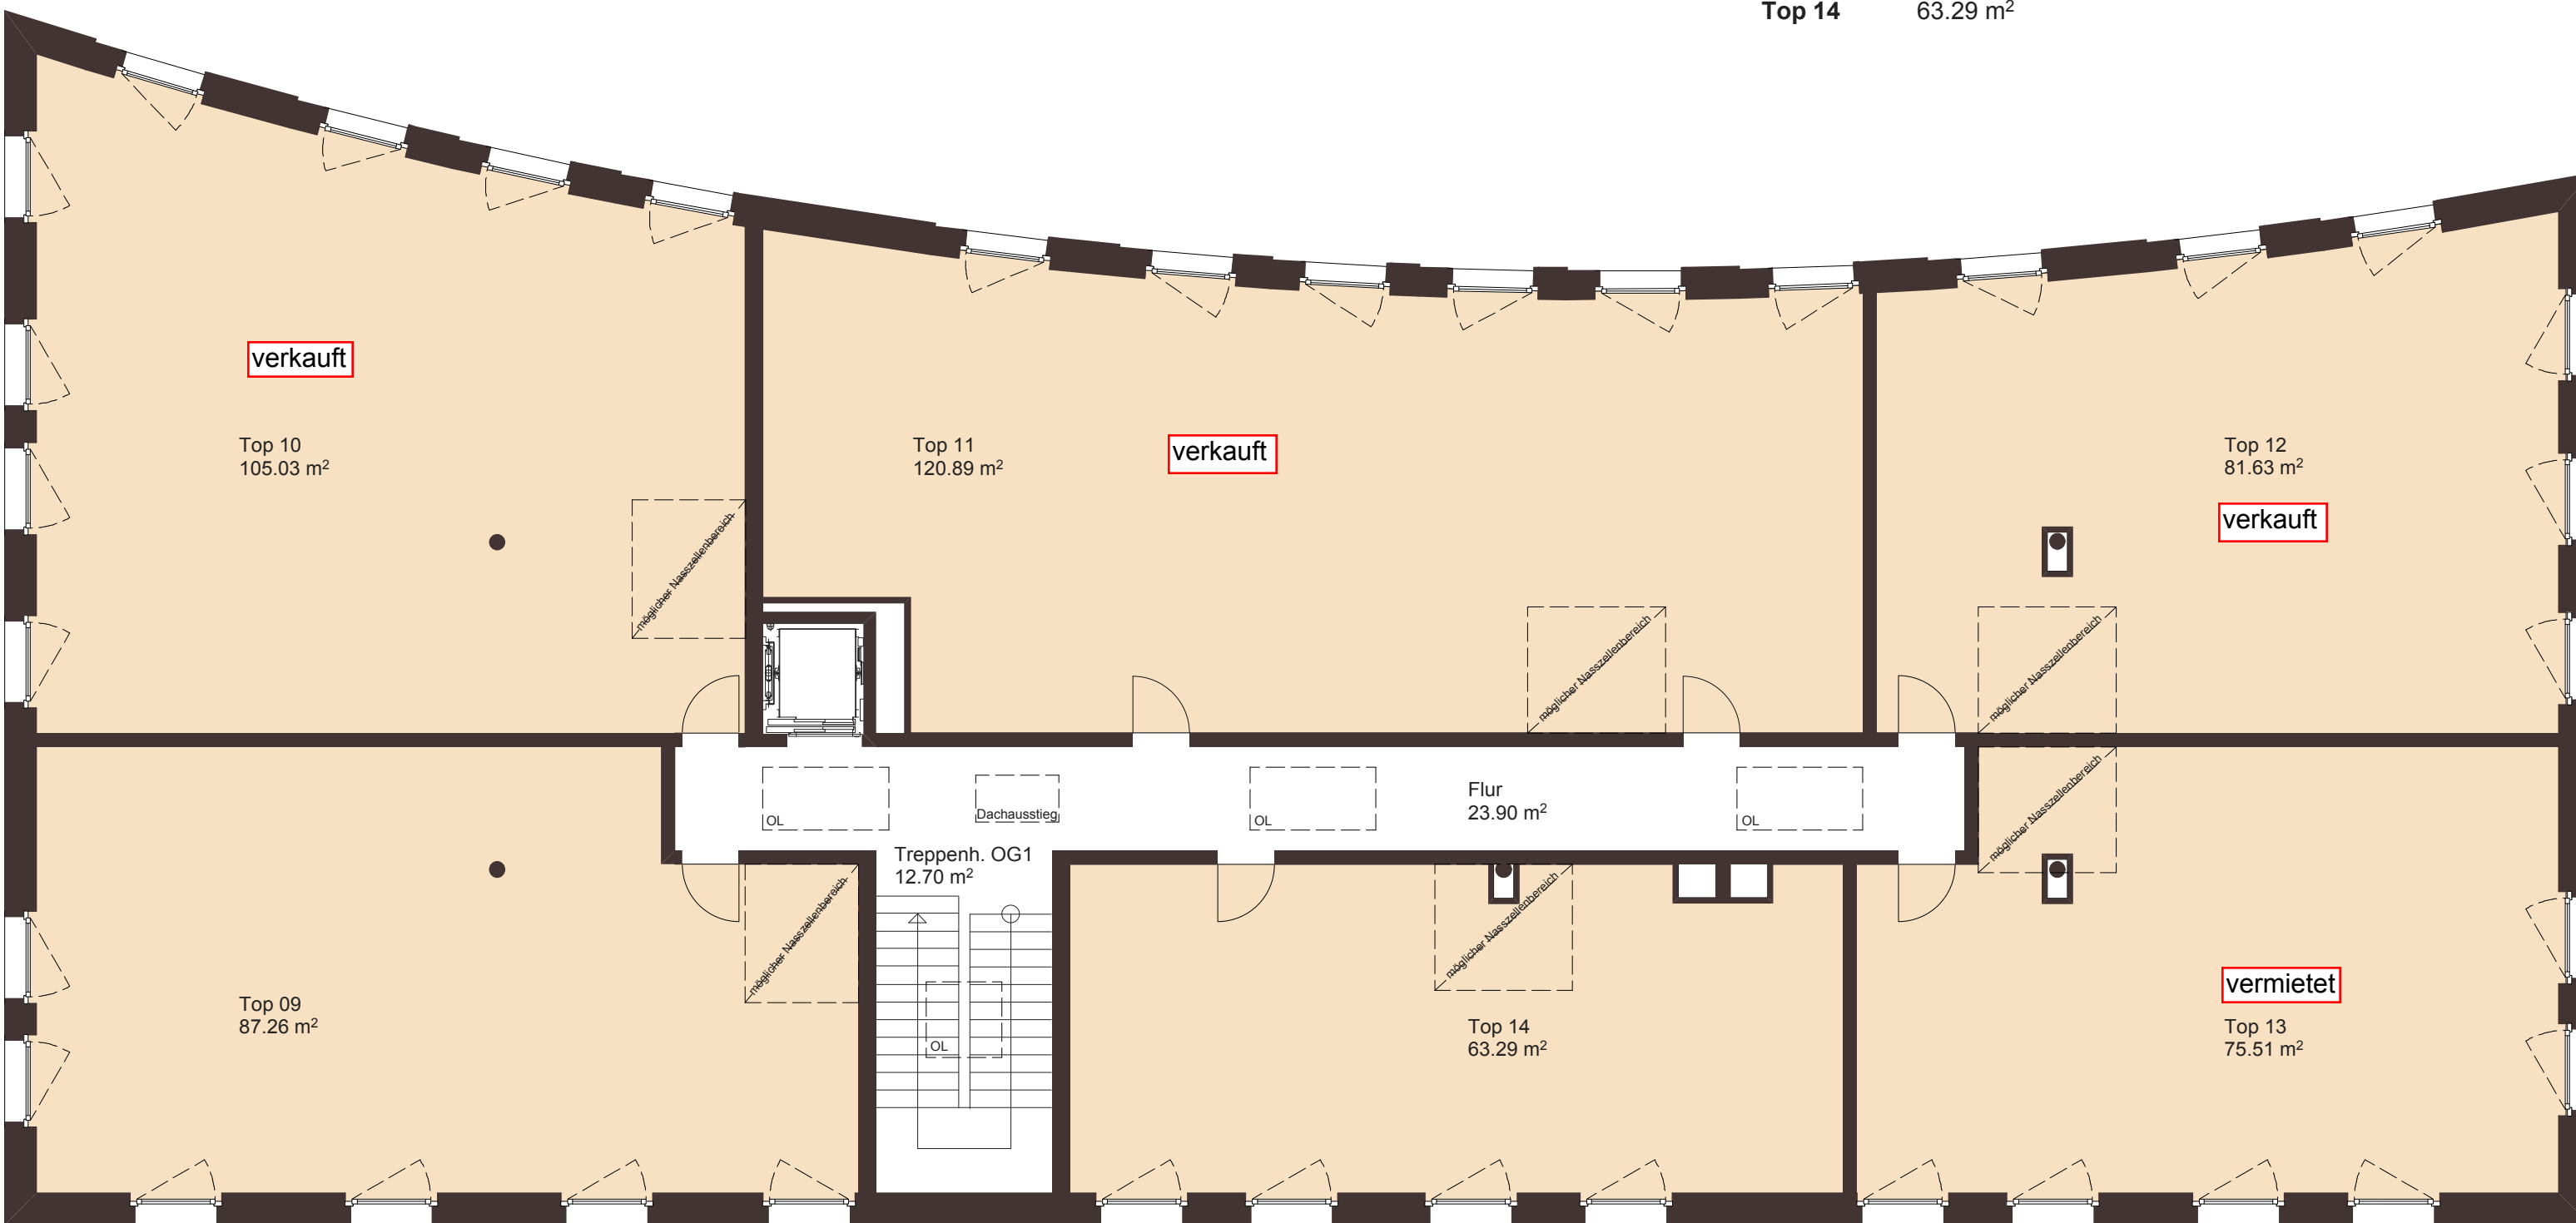 Top 14 63.29 m²
verkauft
Top 10
105.03 m²
möglicher Nasszellenbereich
Top 11
120.89 m²
verkauft
möglicher Nasszellenbereich
Top 12
81.63 m²
verkauft
möglicher Nasszellenbereich
OL
Dachausstieg
OL
Flur
23.90 m²
OL
möglicher Nasszellenbereich
Treppenh. OG1
12.70 m²
OL
Top 09
87.26 m²
möglicher Nasszellenbereich
möglicher Nasszellenbereich
Top 14
63.29 m²
vermietet
Top 13
75.51 m²